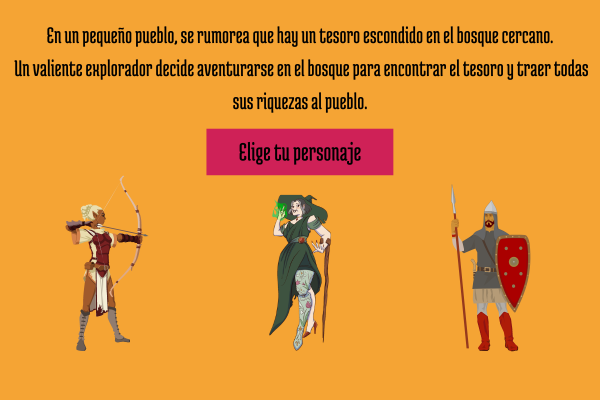 En un pequeño pueblo, se rumorea que hay un tesoro escondido en el bosque cercano.
Un valiente explorador decide aventurarse en el bosque para encontrar el tesoro y traer todas
sus riquezas al pueblo.
Elige tu personaje